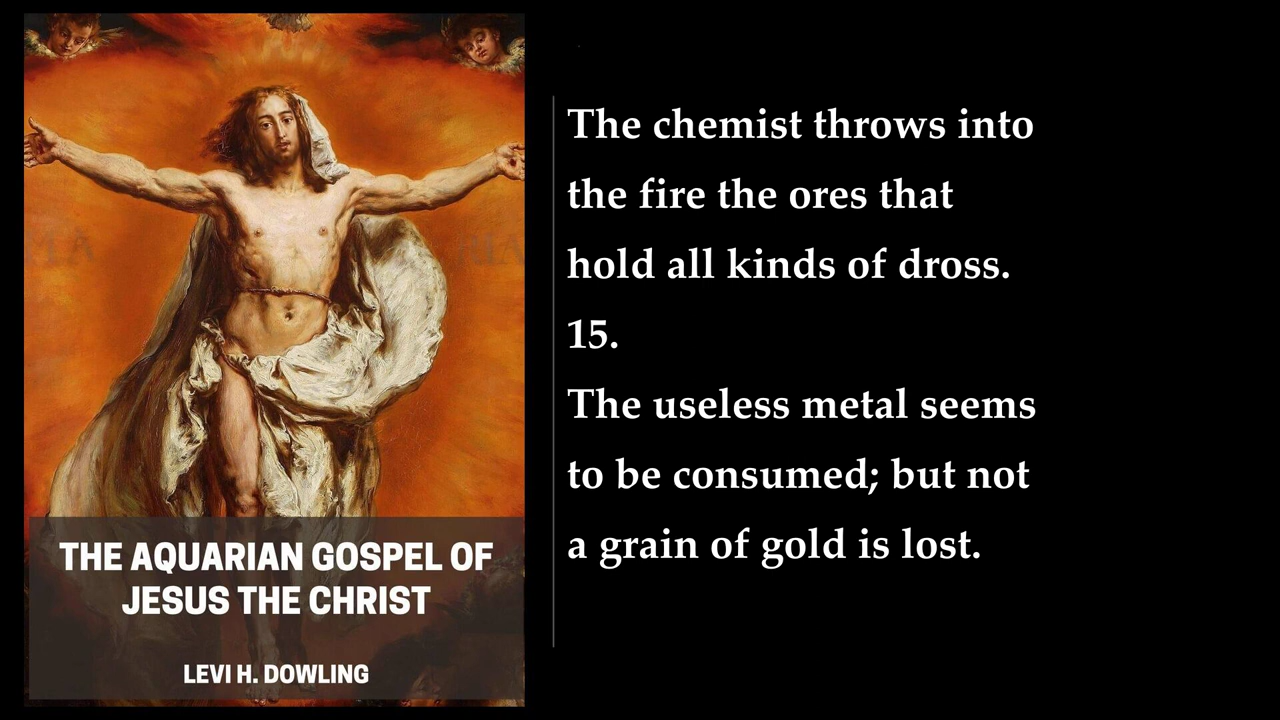 THE AQUARIAN GOSPEL OF
JESUS THE CHRIST
LEVI H. DOWLING
The chemist throws into
the fire the ores that
hold all kinds of dross.
15.
The useless metal seems
to be consumed; but not
a grain of gold is lost.